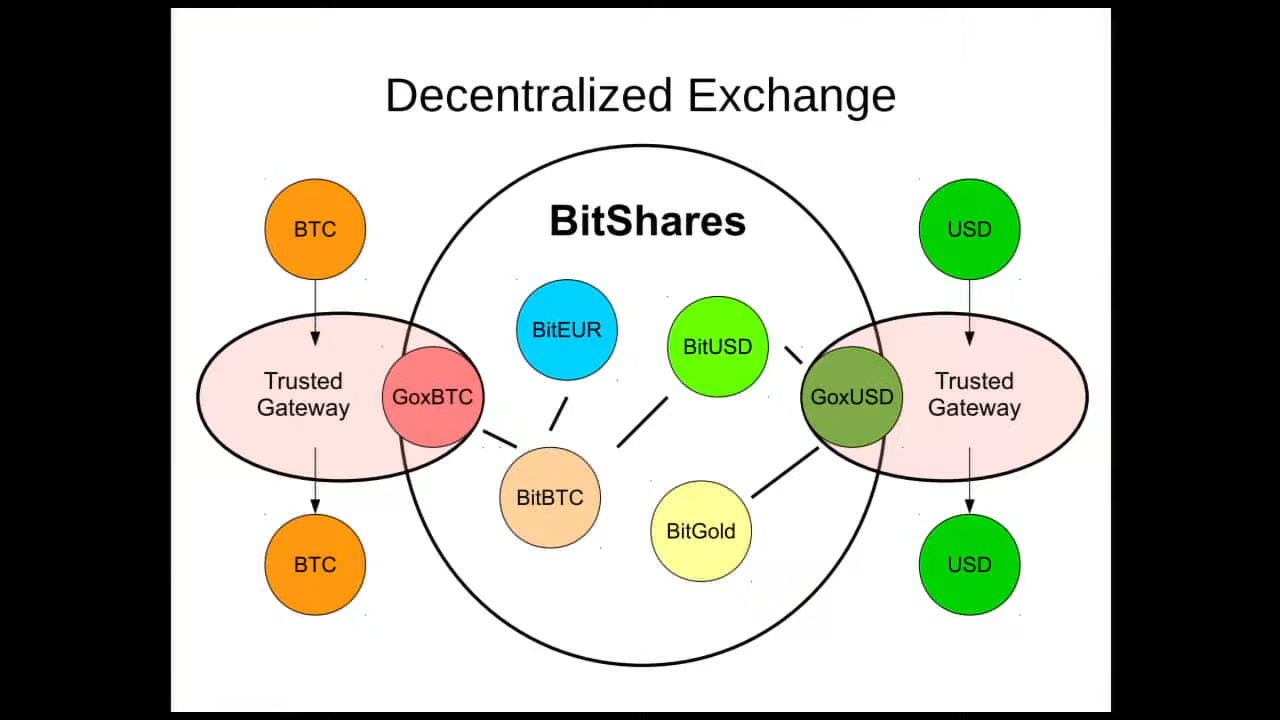 Decentralized Exchange
BitShares
BTC
USD
BitEUR
BitUSD
Trusted
Gateway
GoxBTC
GoxUSD
Trusted
Gateway
BitBTC
BitGold
BTC
USD